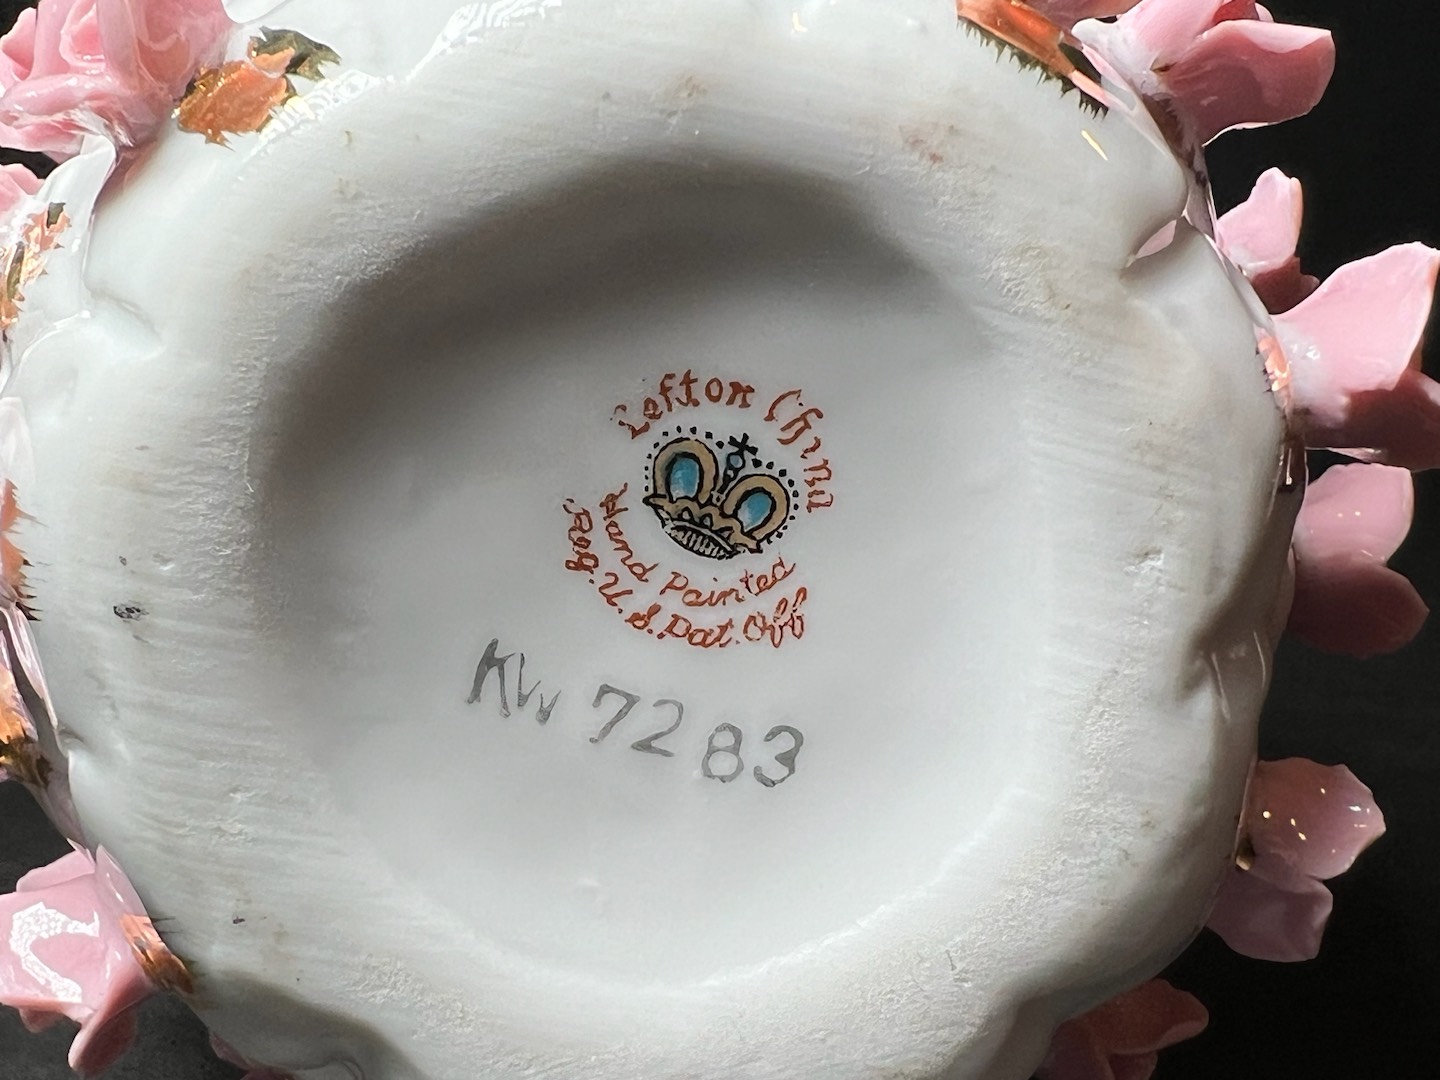 Lefton China
Hand Painted
Reg. U.S. Pat. Off
KW 7283